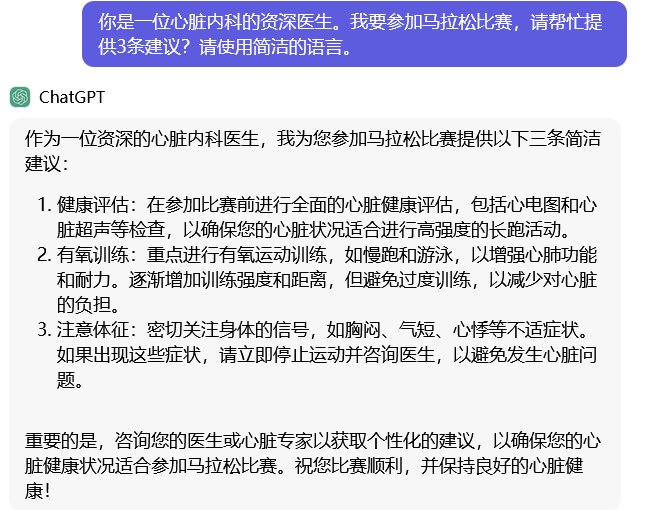 你是一位心脏内科的资深医生。我要参加马拉松比赛，请帮忙提
供3条建议？请使用简洁的语言。
ChatGPT
作为一位资深的心脏内科医生，我为您参加马拉松比赛提供以下三条简洁
建议：
1. 健康评估：在参加比赛前进行全面的心脏健康评估，包括心电图和心
脏超声等检查，以确保您的心脏状况适合进行高强度的长跑活动。
2. 有氧训练：重点进行有氧运动训练，如慢跑和游泳，以增强心肺功能
和耐力。逐渐增加训练强度和距离，但避免过度训练，以减少对心脏
的负担。
3. 注意体征：密切关注身体的信号，如胸闷、气短、心悸等不适症状。
如果出现这些症状，请立即停止运动并咨询医生，以避免发生心脏问
题。
重要的是，咨询您的医生或心脏专家以获取个性化的建议，以确保您的心
脏健康状况适合参加马拉松比赛。祝您比赛顺利，并保持良好的心脏健
康！